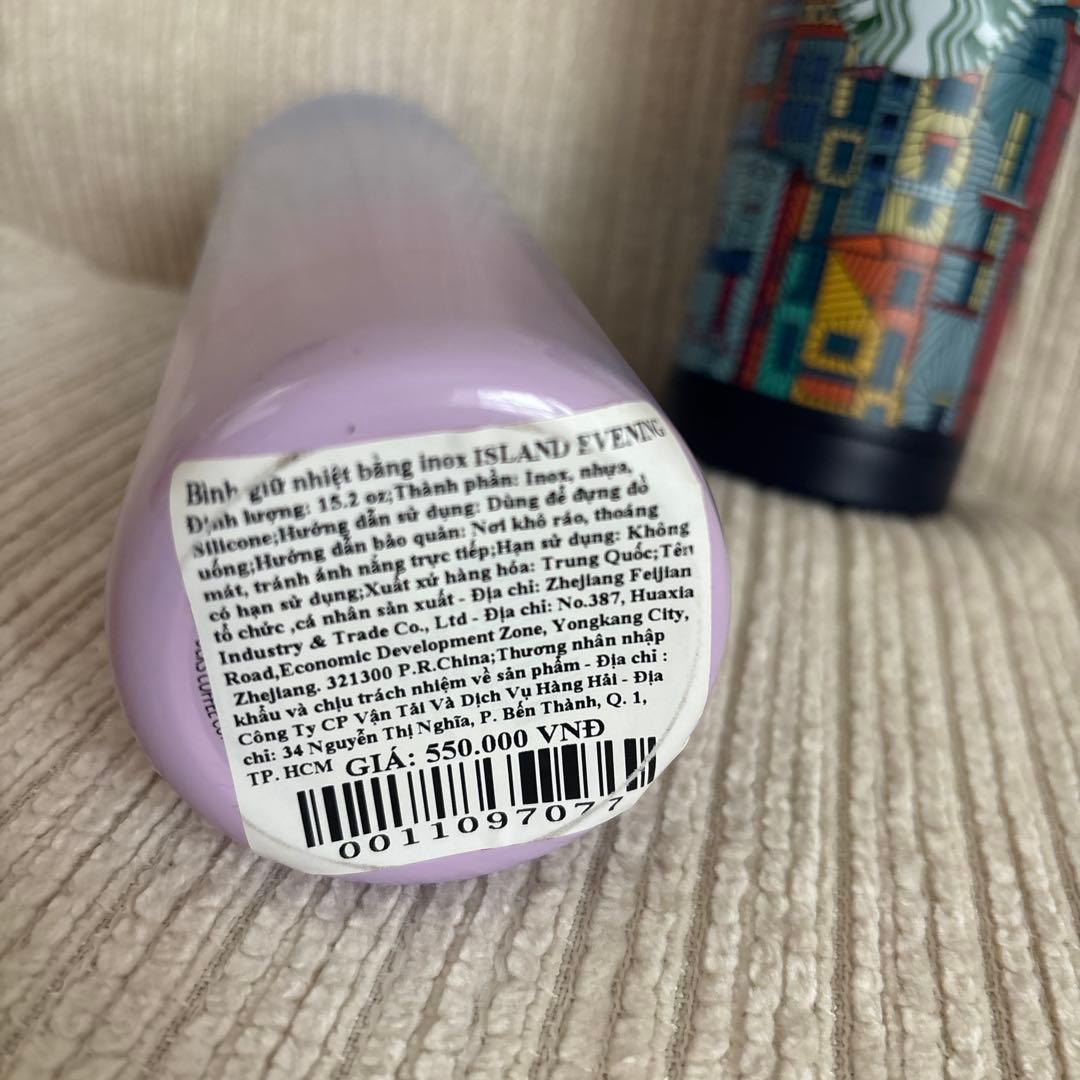 Bình giữ nhiệt bằng inox ISLAND EVENING
Định lượng: 15.2 oz;Thành phần: Inox, nhựa,
Silicone;Hướng dẫn sử dụng: Dùng để đựng đồ
uống;Hướng dẫn bảo quản: Nơi khô ráo, thoáng
mát, tránh ánh nắng trực tiếp;Hạn sử dụng: Không
có hạn sử dụng;Xuất xứ hàng hóa: Trung Quốc;Tên
tổ chức ,cá nhân sản xuất - Địa chỉ: Zhejiang Feijian
Industry & Trade Co., Ltd - Địa chỉ: No.387, Huaxia
Road,Economic Development Zone, Yongkang City,
Zhejiang. 321300 P.R.China;Thương nhân nhập
khẩu và chịu trách nhiệm về sản phẩm - Địa chỉ :
Công Ty CP Vận Tải Và Dịch Vụ Hàng Hải - Địa
chỉ: 34 Nguyễn Thị Nghĩa, P. Bến Thành, Q. 1,
TP. HCM GIÁ: 550.000 VNĐ
0011097077